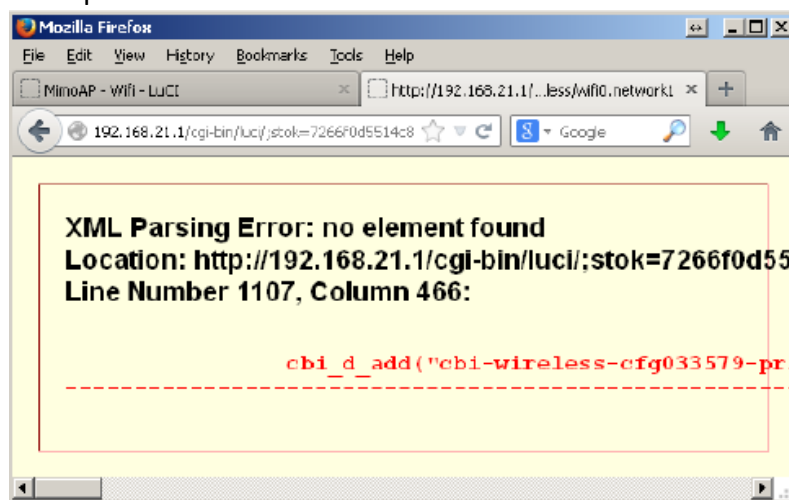 Mozilla Firefox
File Edit View History Bookmarks Tools Help
MimoAP - Wifi - LuCI
http://192.168.21.1/...less/wifi0.network1
192.168.21.1/cgi-bin/luci/;stok=7266f0d5514c8
Google
XML Parsing Error: no element found
Location: http://192.168.21.1/cgi-bin/luci/;stok=7266f0d55
Line Number 1107, Column 466:
cbi_d_add("cbi-wireless-cfg033579-pr